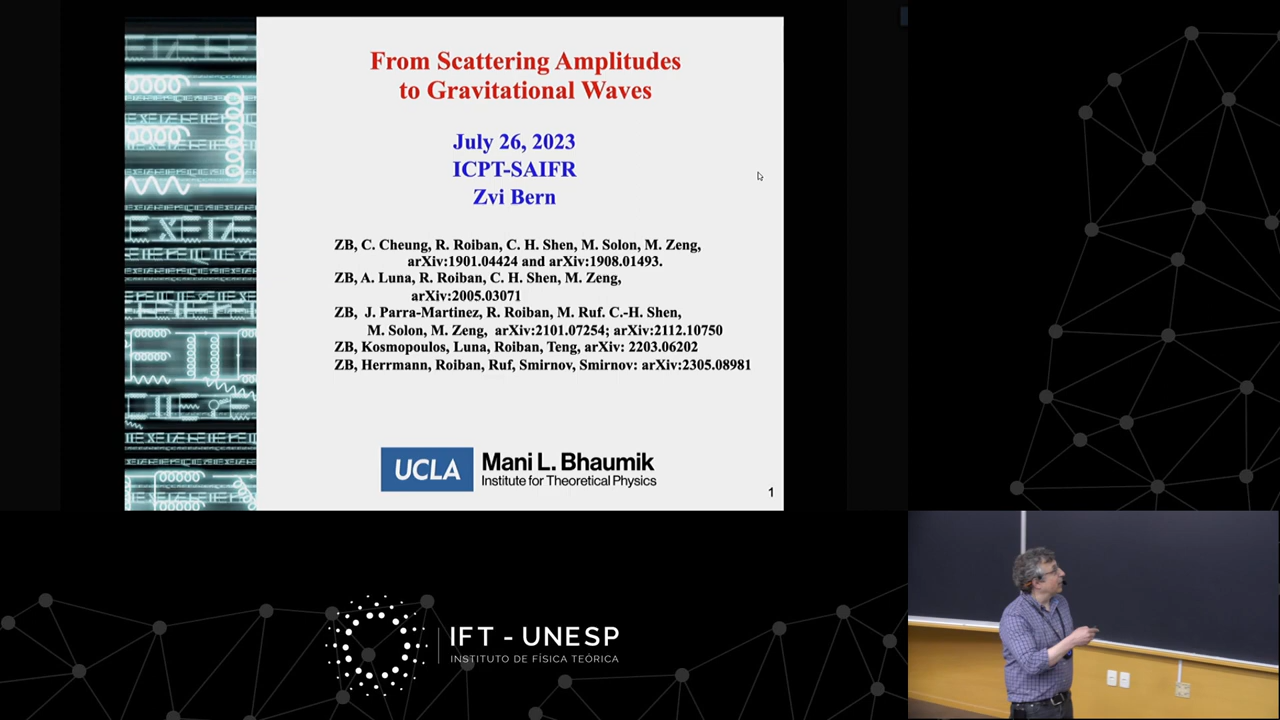 From Scattering Amplitudes
to Gravitational Waves
July 26, 2023
ICPT-SAIFR
Zvi Bern
ZB, C. Cheung, R. Roiban, C. H. Shen, M. Solon, M. Zeng,
arXiv:1901.04424 and arXiv:1908.01493.
ZB, A. Luna, R. Roiban, C. H. Shen, M. Zeng,
arXiv:2005.03071
ZB, J. Parra-Martinez, R. Roiban, M. Ruf. C.-H. Shen,
M. Solon, M. Zeng, arXiv:2101.07254; arXiv:2112.10750
ZB, Kosmopoulos, Luna, Roiban, Teng, arXiv: 2203.06202
ZB, Herrmann, Roiban, Ruf, Smirnov, Smirnov: arXiv:2305.08981
UCLA
Mani L. Bhaumik
Institute for Theoretical Physics
1
IFT - UNESP
INSTITUTO DE FÍSICA TEÓRICA